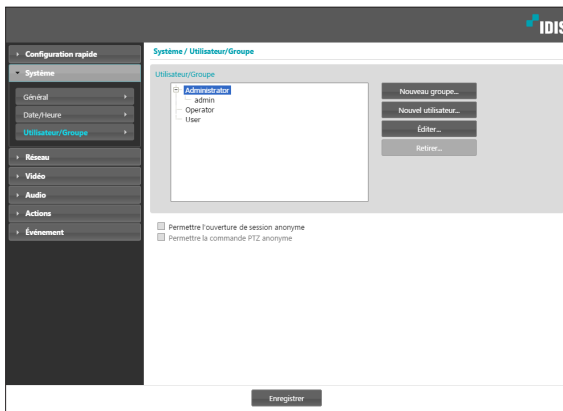 IDIS
Configuration rapide
Système
Général
Date/Heure
Utilisateur/Groupe
Réseau
Vidéo
Audio
Actions
Événement
Système / Utilisateur/Groupe
Utilisateur/Groupe
Administrator
admin
Operator
User
Nouveau groupe...
Nouvel utilisateur...
Éditer...
Retirer...
Permettre l'ouverture de session anonyme
Permettre la commande PTZ anonyme
Enregistrer